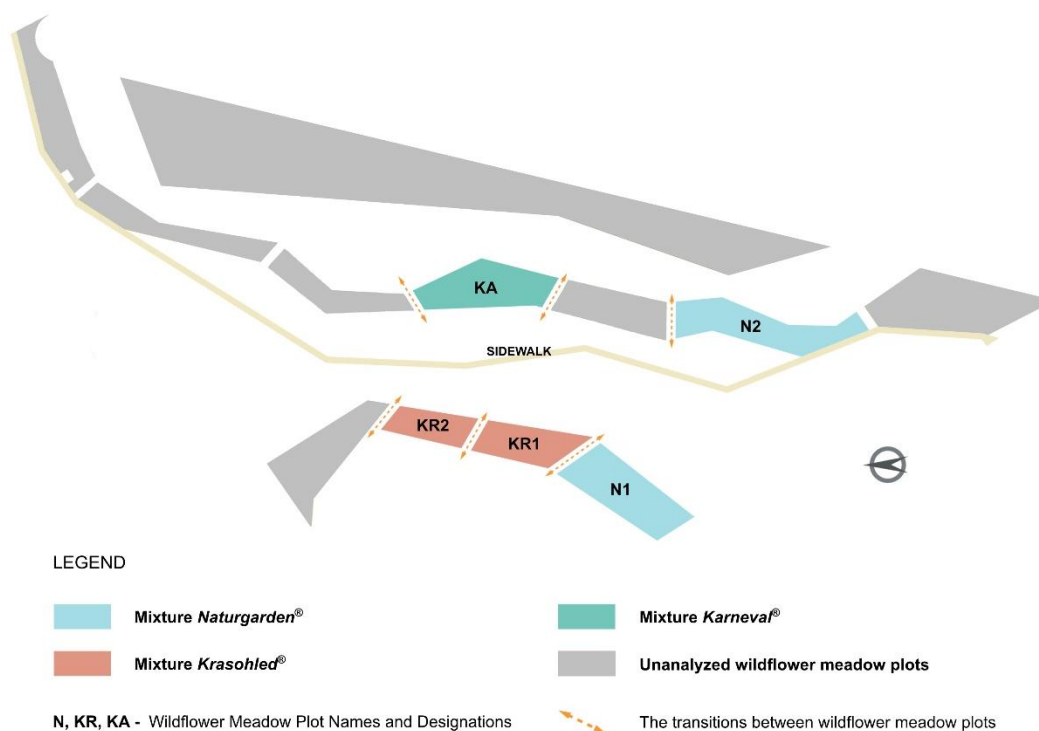 KA
N2
SIDEWALK
KR2
KR1
N1
LEGEND
Mixture Naturgarden®
Mixture Karneval®
Mixture Krasohled®
Unanalyzed wildflower meadow plots
N, KR, KA - Wildflower Meadow Plot Names and Designations
The transitions between wildflower meadow plots